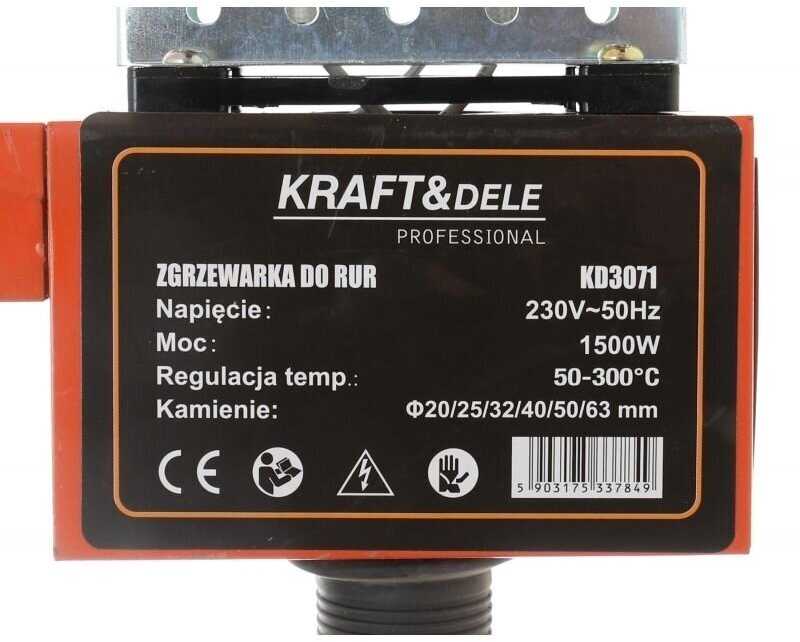 KRAFT&DELE
PROFESSIONAL
ZGRZEWARKA DO RUR KD3071
Napięcie: 230V~50Hz
Moc: 1500W
Regulacja temp.: 50-300°C
Kamienie: Φ20/25/32/40/50/63 mm
CE
5 903175 337849